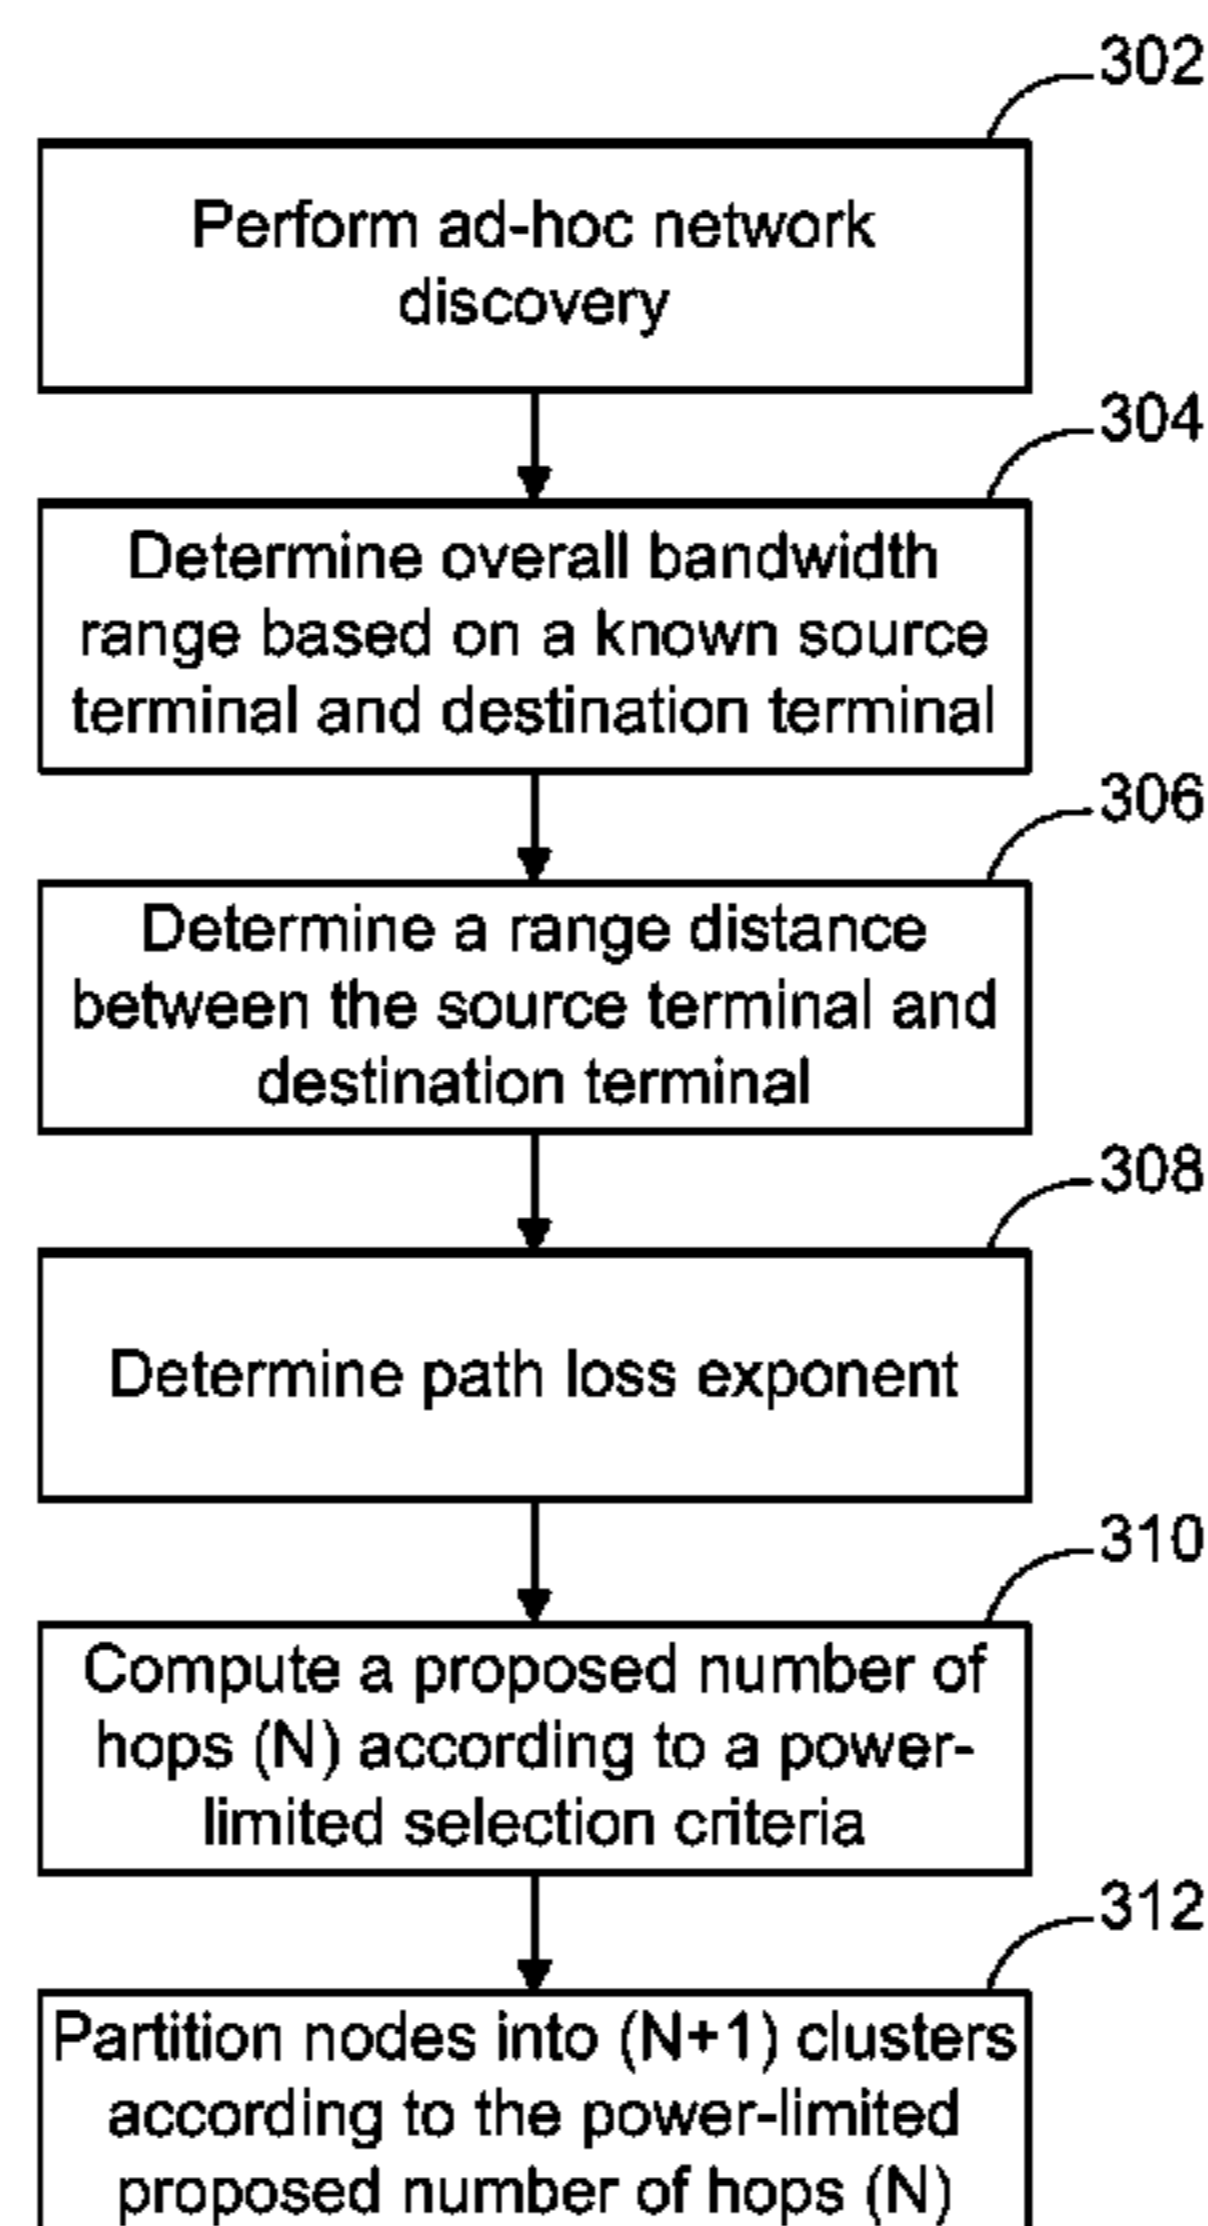 302
Perform ad-hoc network
discovery
304
Determine overall bandwidth
range based on a known source
terminal and destination terminal
306
Determine a range distance
between the source terminal and
destination terminal
308
Determine path loss exponent
310
Compute a proposed number of
hops (N) according to a power-
limited selection criteria
312
Partition nodes into (N+1) clusters
according to the power-limited
proposed number of hops (N)